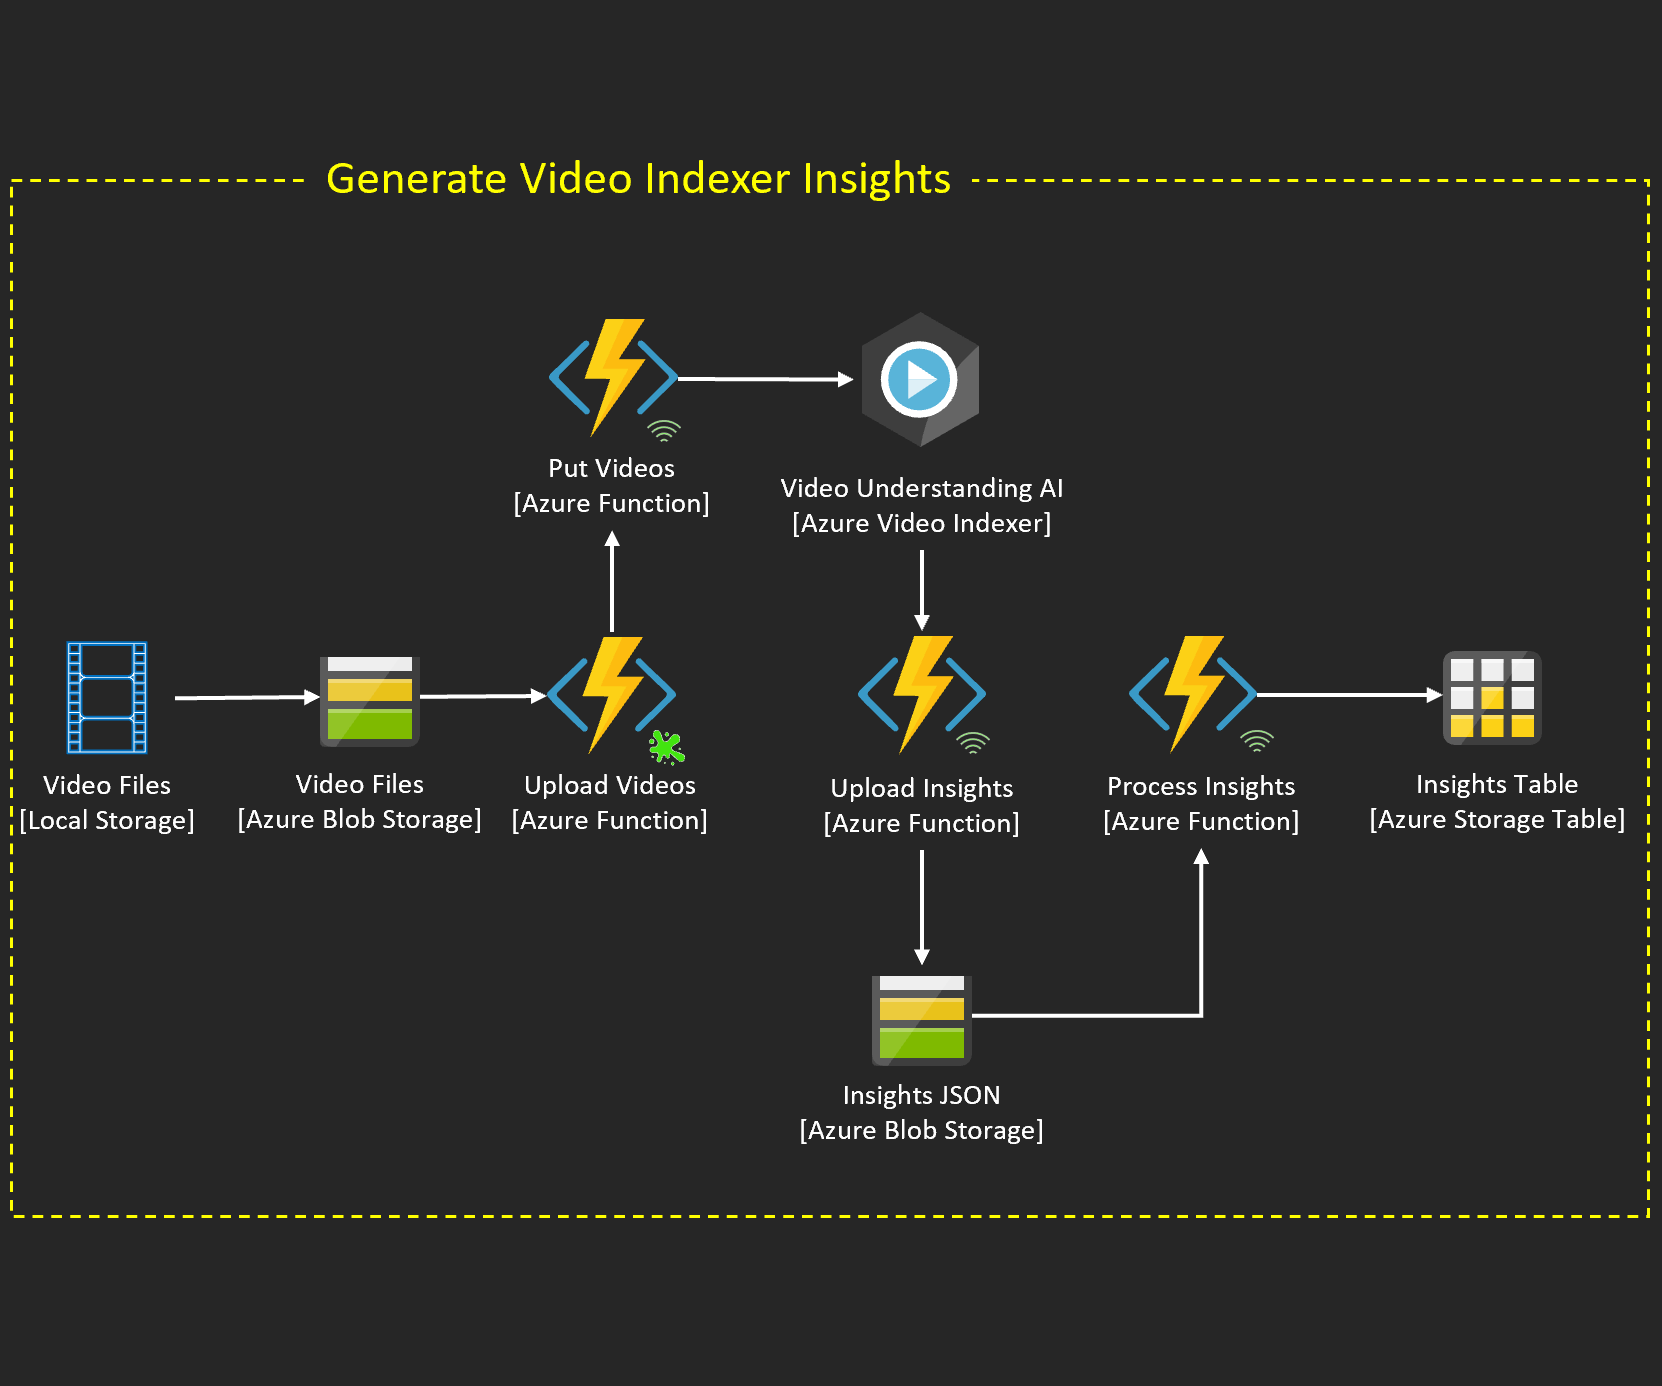 Generate Video Indexer Insights
Put Videos
[Azure Function]
Video Understanding AI
[Azure Video Indexer]
Video Files
[Local Storage]
Video Files
[Azure Blob Storage]
Upload Videos
[Azure Function]
Upload Insights
[Azure Function]
Process Insights
[Azure Function]
Insights Table
[Azure Storage Table]
Insights JSON
[Azure Blob Storage]